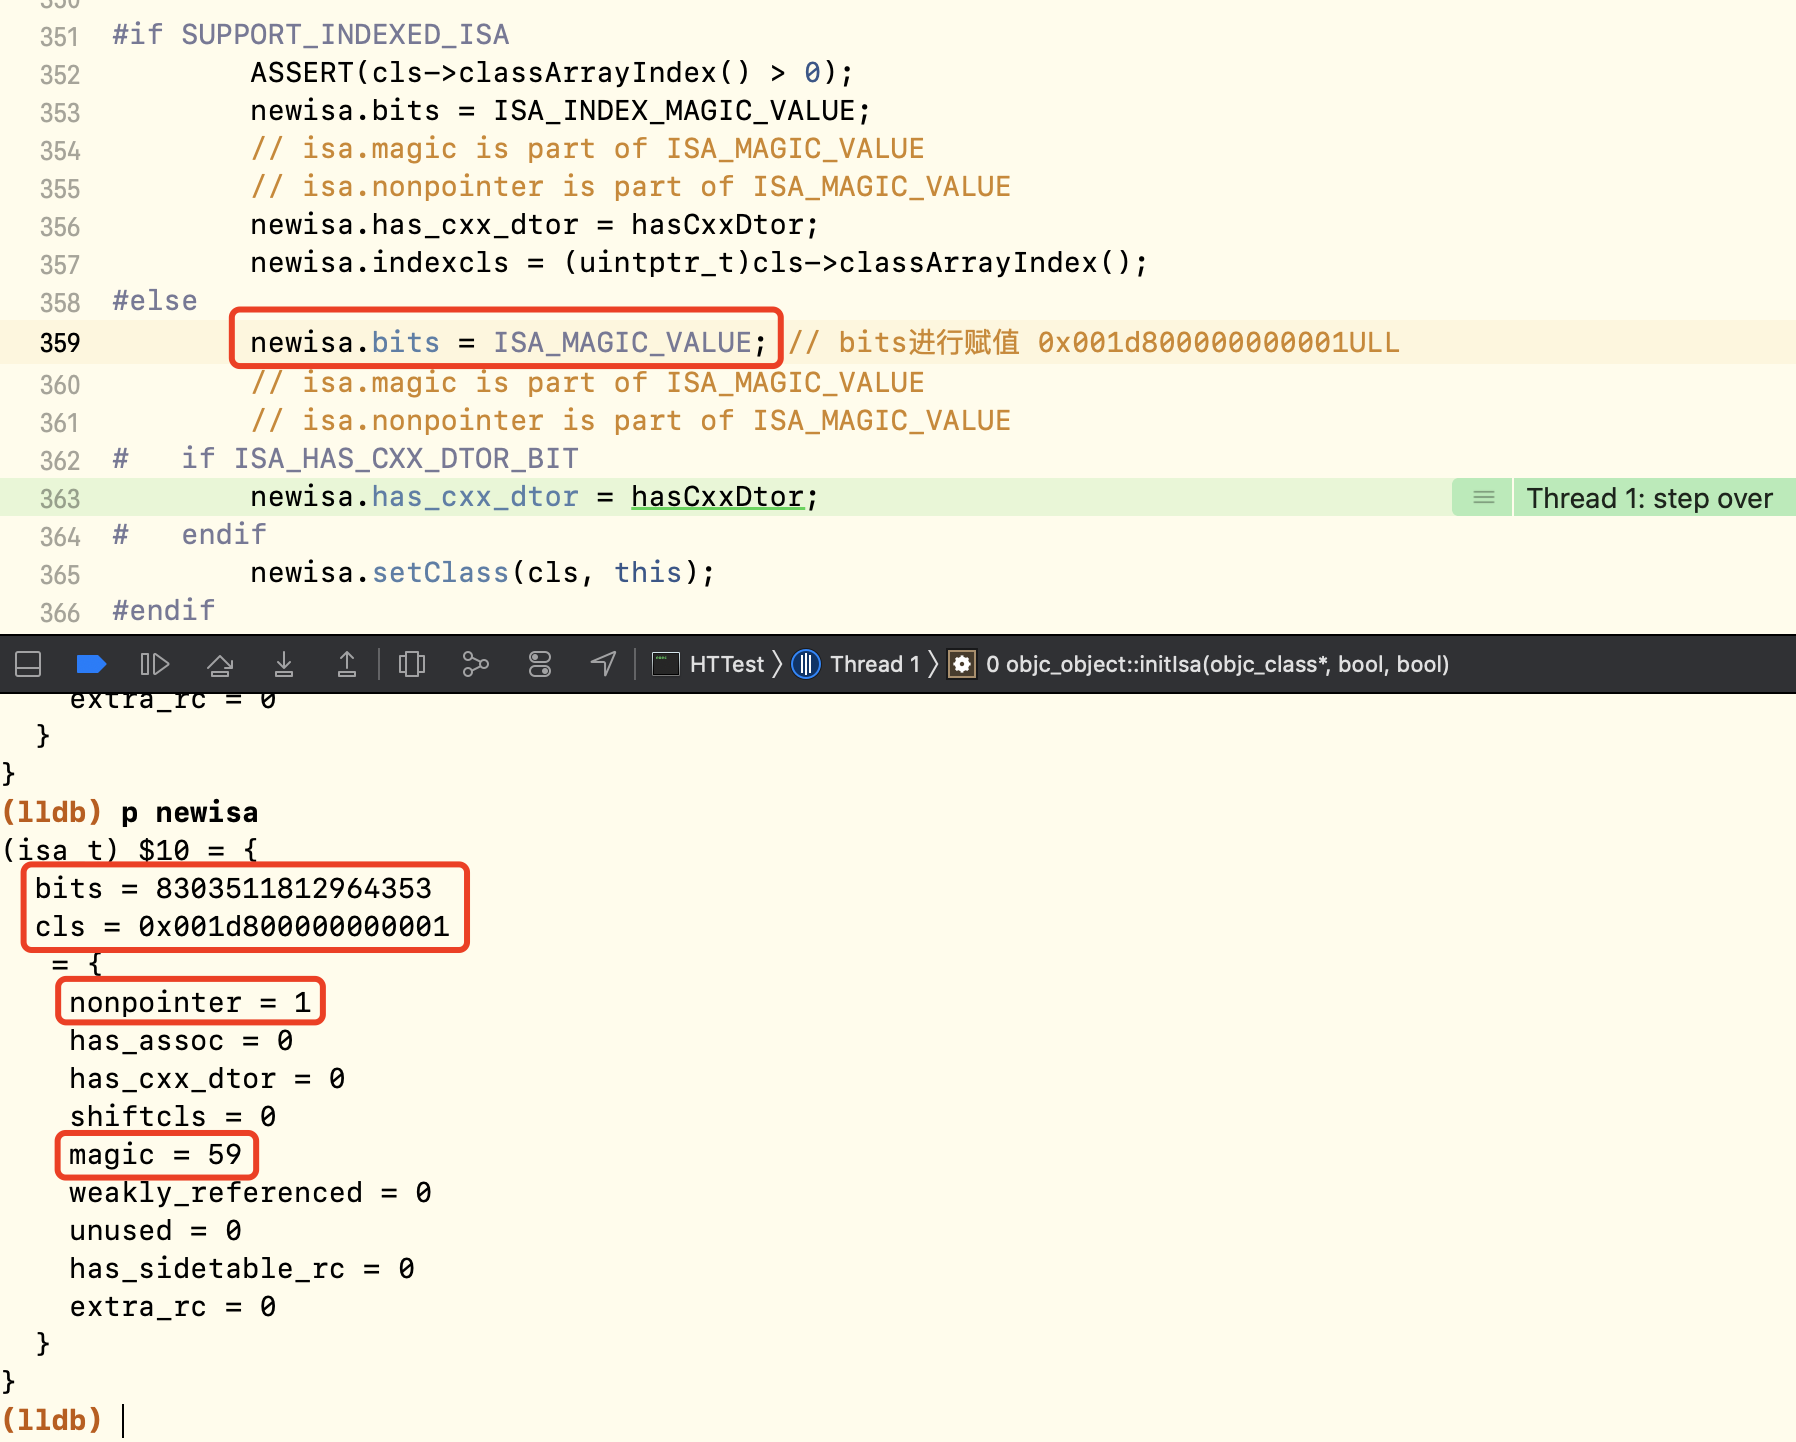 350
351 #if SUPPORT_INDEXED_ISA
352         ASSERT(cls->classArrayIndex() > 0);
353         newisa.bits = ISA_INDEX_MAGIC_VALUE;
354         // isa.magic is part of ISA_MAGIC_VALUE
355         // isa.nonpointer is part of ISA_MAGIC_VALUE
356         newisa.has_cxx_dtor = hasCxxDtor;
357         newisa.indexcls = (uintptr_t)cls->classArrayIndex();
358 #else
359         newisa.bits = ISA_MAGIC_VALUE; // bits进行赋值 0x001d800000000001ULL
360         // isa.magic is part of ISA_MAGIC_VALUE
361         // isa.nonpointer is part of ISA_MAGIC_VALUE
362 #   if ISA_HAS_CXX_DTOR_BIT
363         newisa.has_cxx_dtor = hasCxxDtor; Thread 1: step over
364 #   endif
365         newisa.setClass(cls, this);
366 #endif
HTTest 〉 Thread 1 〉 0 objc_object::initIsa(objc_class*, bool, bool)
    extra_rc = 0
  }
}
(lldb) p newisa
(isa_t) $10 = {
  bits = 8303511812964353
  cls = 0x001d800000000001
   = {
    nonpointer = 1
    has_assoc = 0
    has_cxx_dtor = 0
    shiftcls = 0
    magic = 59
    weakly_referenced = 0
    unused = 0
    has_sidetable_rc = 0
    extra_rc = 0
  }
}
(lldb)